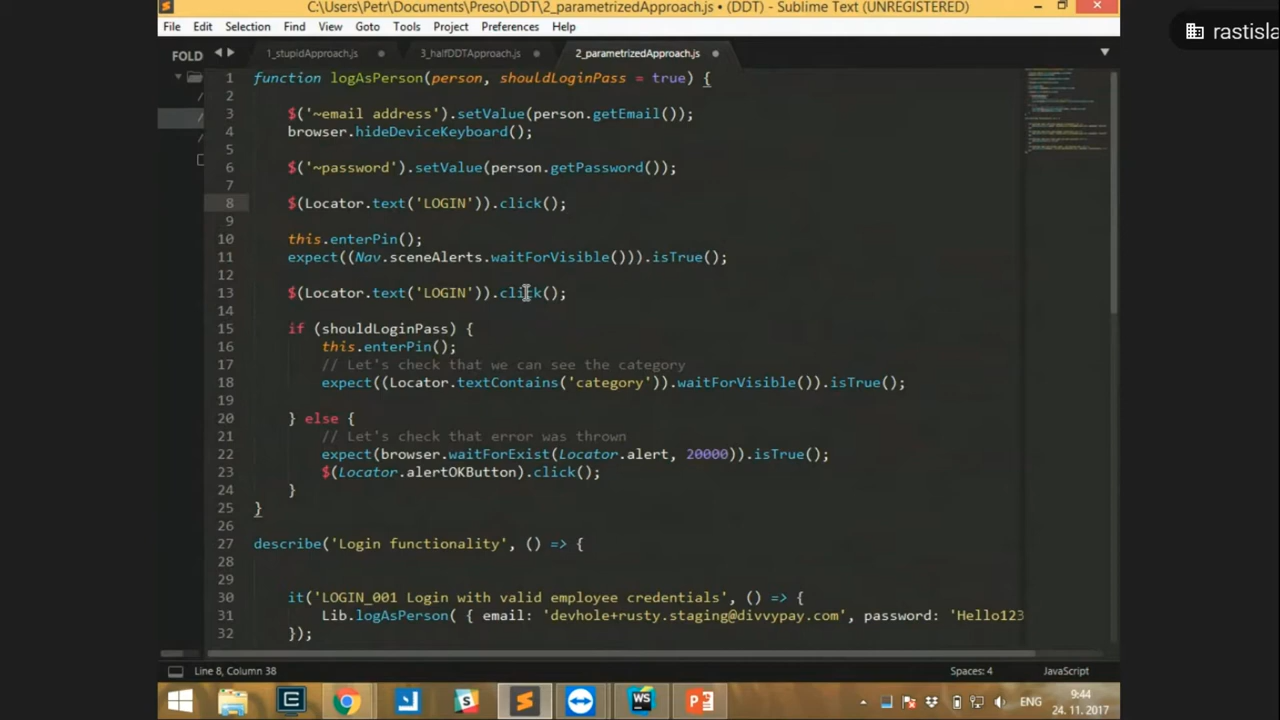 C:\Users\Petr\Documents\Preso\DDT\2_parametrizedApproach.js • (DDT) - Sublime Text (UNREGISTERED)
rastisla
File Edit Selection Find View Goto Tools Project Preferences Help
FOLD
1_stupidApproach.js 3_halfDDTApproach.js 2_parametrizedApproach.js
1 function logAsPerson(person, shouldLoginPass = true) {
2
3 $('~email address').setValue(person.getEmail());
4 browser.hideDeviceKeyboard();
5
6 $('~password').setValue(person.getPassword());
7
8 $(Locator.text('LOGIN')).click();
9
10 this.enterPin();
11 expect((Nav.sceneAlerts.waitForVisible())).isTrue();
12
13 $(Locator.text('LOGIN')).click();
14
15 if (shouldLoginPass) {
16 this.enterPin();
17 // Let's check that we can see the category
18 expect((Locator.textContains('category')).waitForVisible()).isTrue();
19
20 } else {
21 // Let's check that error was thrown
22 expect(browser.waitForExist(Locator.alert, 20000)).isTrue();
23 $(Locator.alertOKButton).click();
24 }
25 }
26
27 describe('Login functionality', () => {
28
29
30 it('LOGIN_001 Login with valid employee credentials', () => {
31 Lib.logAsPerson( { email: 'devhole+rusty.staging@divvypay.com', password: 'Hello123
32 });
Line 8, Column 38 Spaces: 4 JavaScript
WS
ENG
9:44
24. 11. 2017